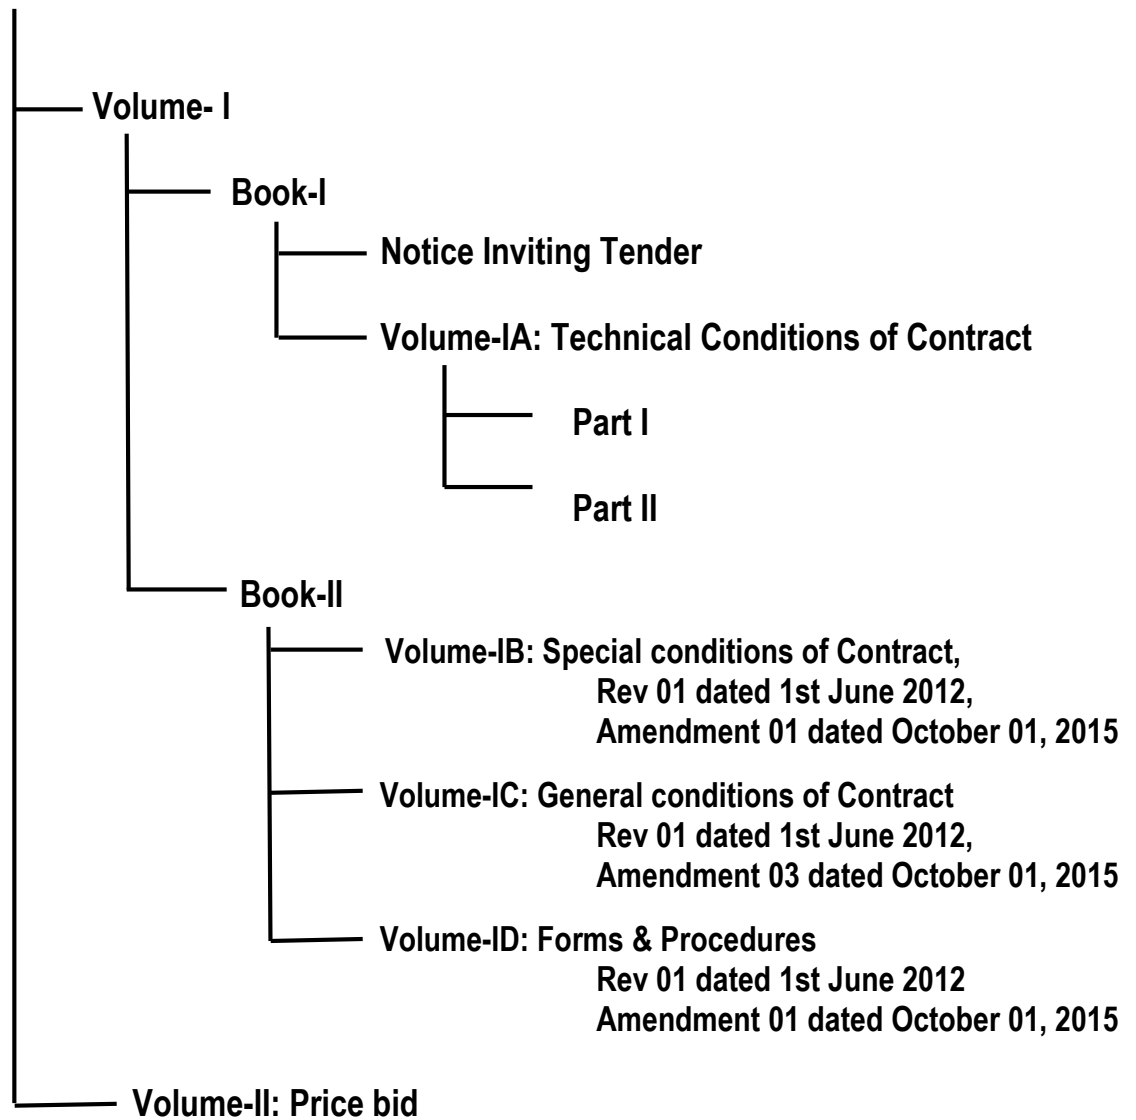 Volume- I
Book-I
Notice Inviting Tender
Volume-IA: Technical Conditions of Contract
Part I
Part II
Book-II
Volume-IB: Special conditions of Contract,
Rev 01 dated 1st June 2012,
Amendment 01 dated October 01, 2015
Volume-IC: General conditions of Contract
Rev 01 dated 1st June 2012,
Amendment 03 dated October 01, 2015
Volume-ID: Forms & Procedures
Rev 01 dated 1st June 2012
Amendment 01 dated October 01, 2015
Volume-II: Price bid